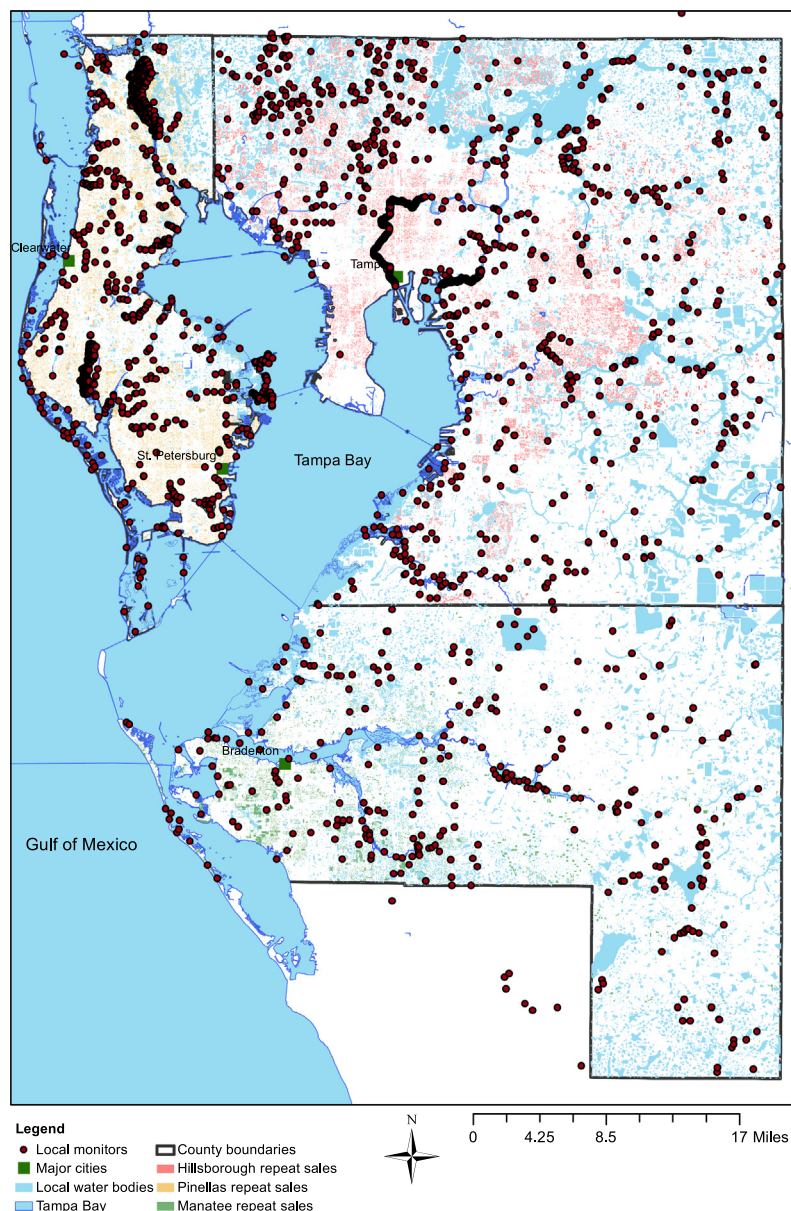 Clearwater
Tampa
St. Petersburg
Tampa Bay
Bradenton
Gulf of Mexico
Legend
Local monitors
Major cities
Local water bodies
Tampa Bay
County boundaries
Hillsborough repeat sales
Pinellas repeat sales
Manatee repeat sales
N
0 4.25 8.5 17 Miles